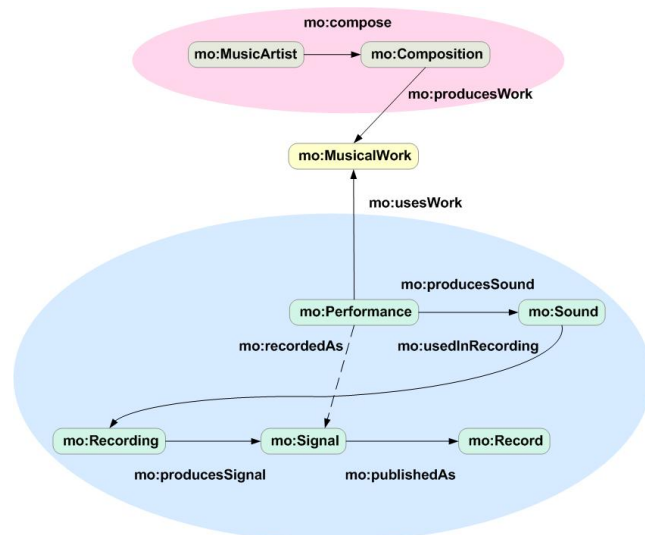 mo:compose
mo:MusicArtist mo:Composition
mo:producesWork
mo:MusicalWork
mo:usesWork
mo:producesSound
mo:Performance mo:Sound
mo:recordedAs mo:usedInRecording
mo:Recording mo:Signal mo:Record
mo:producesSignal mo:publishedAs